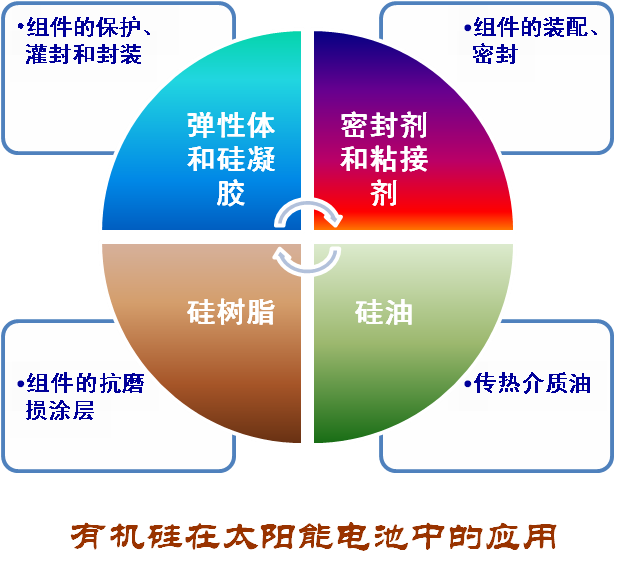 •组件的保护、
灌封和封装
•组件的装配、
密封
弹性体
和硅凝
胶
密封剂
和粘接
剂
硅树脂
硅油
•组件的抗磨
损涂层
•传热介质油
有机硅在太阳能电池中的应用